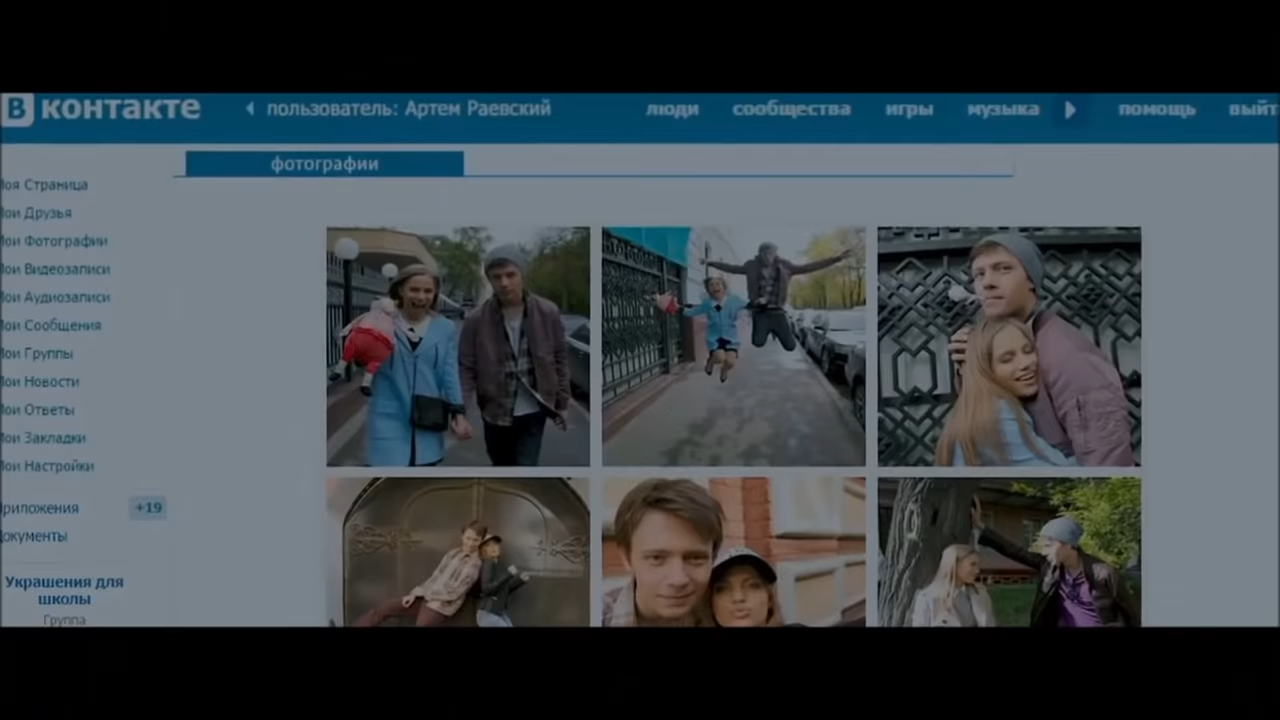 В контакте
пользователь: Артем Раевский
люди
сообщества
игры
музыка
помощь
выйт
фотографии
оя Страница
ои Друзья
ои Фотографии
ои Видеозаписи
ои Аудиозаписи
ои Сообщения
ои Группы
ои Новости
ои Ответы
ои Закладки
ои Настройки
риложения +19
окументы
Украшения для
школы
Группа